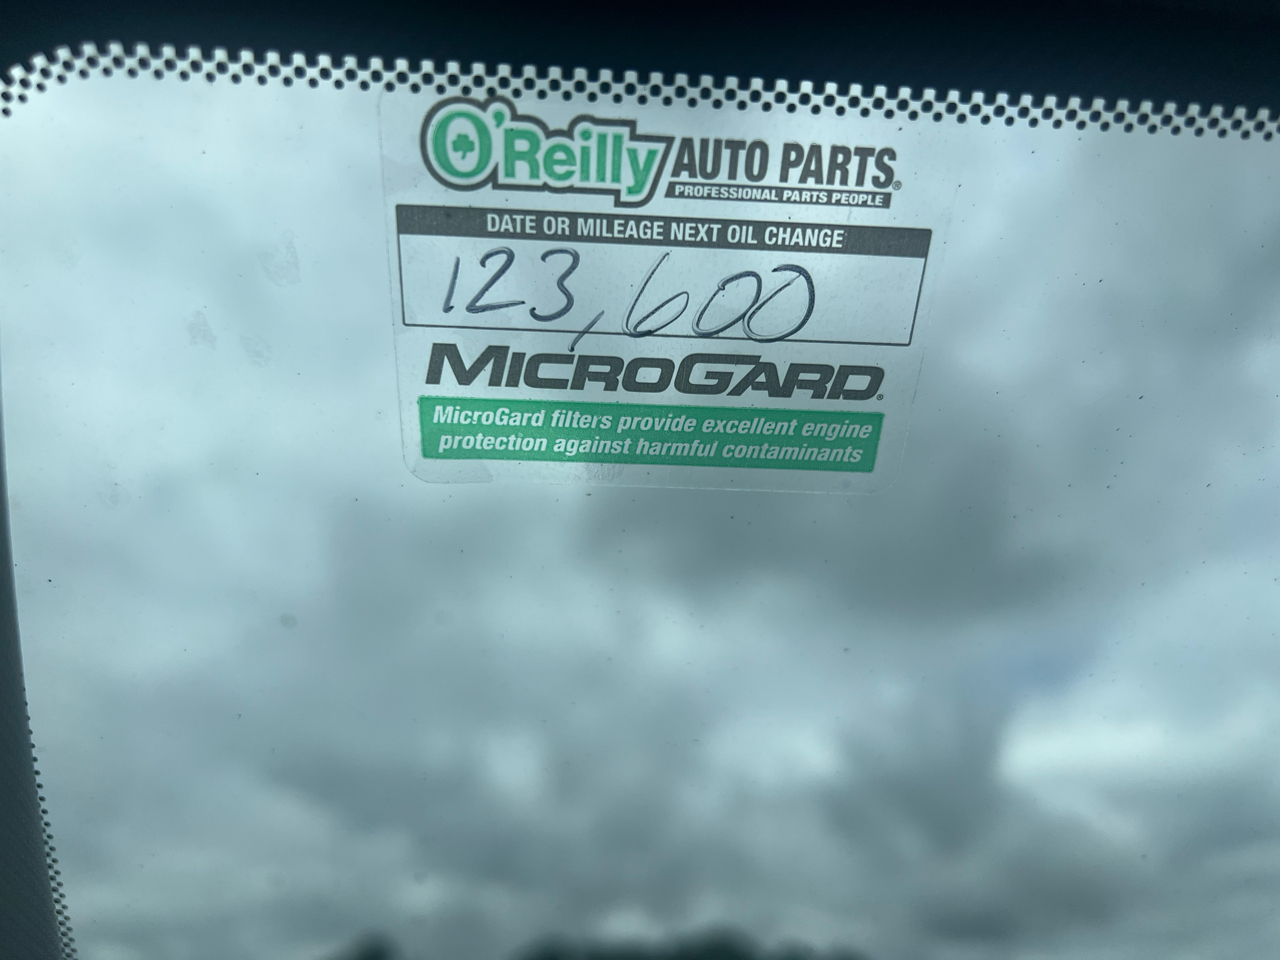 O'Reilly AUTO PARTS®
PROFESSIONAL PARTS PEOPLE
DATE OR MILEAGE NEXT OIL CHANGE
123,600
MICROGARD®
MicroGard filters provide excellent engine
protection against harmful contaminants